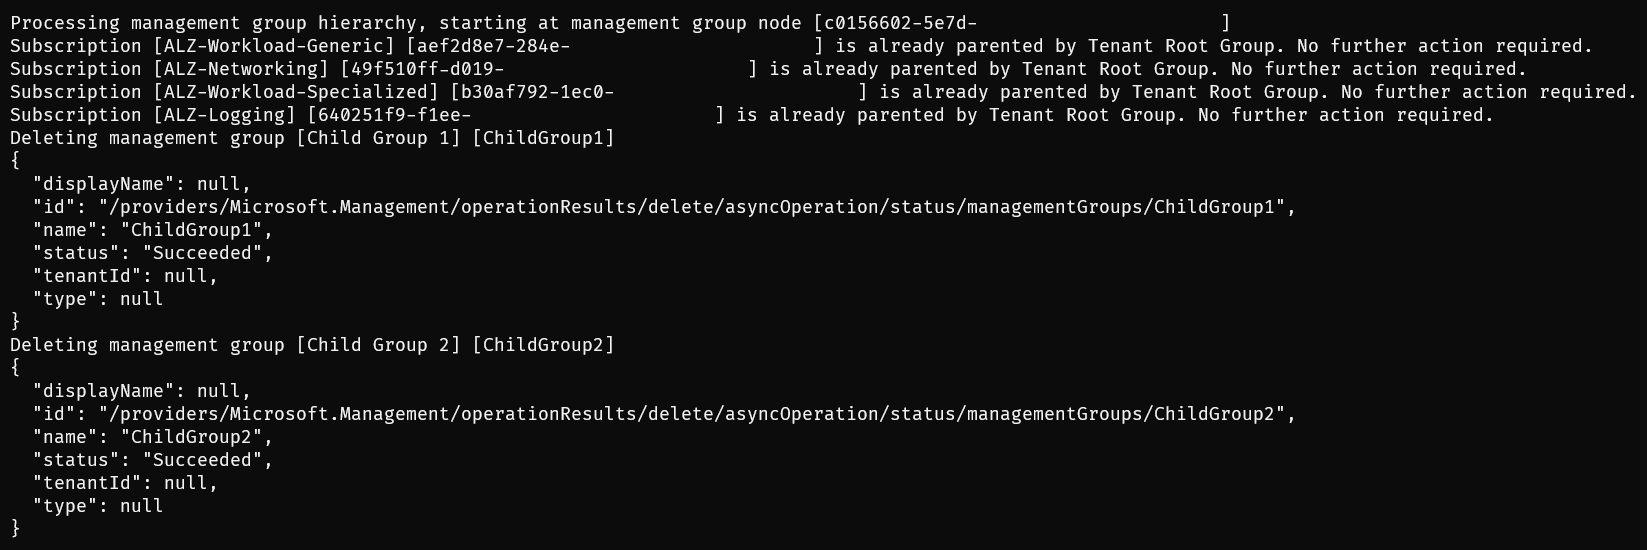 Processing management group hierarchy, starting at management group node [c0156602-5e7d-                      ]
Subscription [ALZ-Workload-Generic] [aef2d8e7-284e-                      ] is already parented by Tenant Root Group. No further action required.
Subscription [ALZ-Networking] [49f510ff-d019-                      ] is already parented by Tenant Root Group. No further action required.
Subscription [ALZ-Workload-Specialized] [b30af792-1ec0-                      ] is already parented by Tenant Root Group. No further action required.
Subscription [ALZ-Logging] [640251f9-f1ee-                      ] is already parented by Tenant Root Group. No further action required.
Deleting management group [Child Group 1] [ChildGroup1]
{
  "displayName": null,
  "id": "/providers/Microsoft.Management/operationResults/delete/asyncOperation/status/managementGroups/ChildGroup1",
  "name": "ChildGroup1",
  "status": "Succeeded",
  "tenantId": null,
  "type": null
}
Deleting management group [Child Group 2] [ChildGroup2]
{
  "displayName": null,
  "id": "/providers/Microsoft.Management/operationResults/delete/asyncOperation/status/managementGroups/ChildGroup2",
  "name": "ChildGroup2",
  "status": "Succeeded",
  "tenantId": null,
  "type": null
}